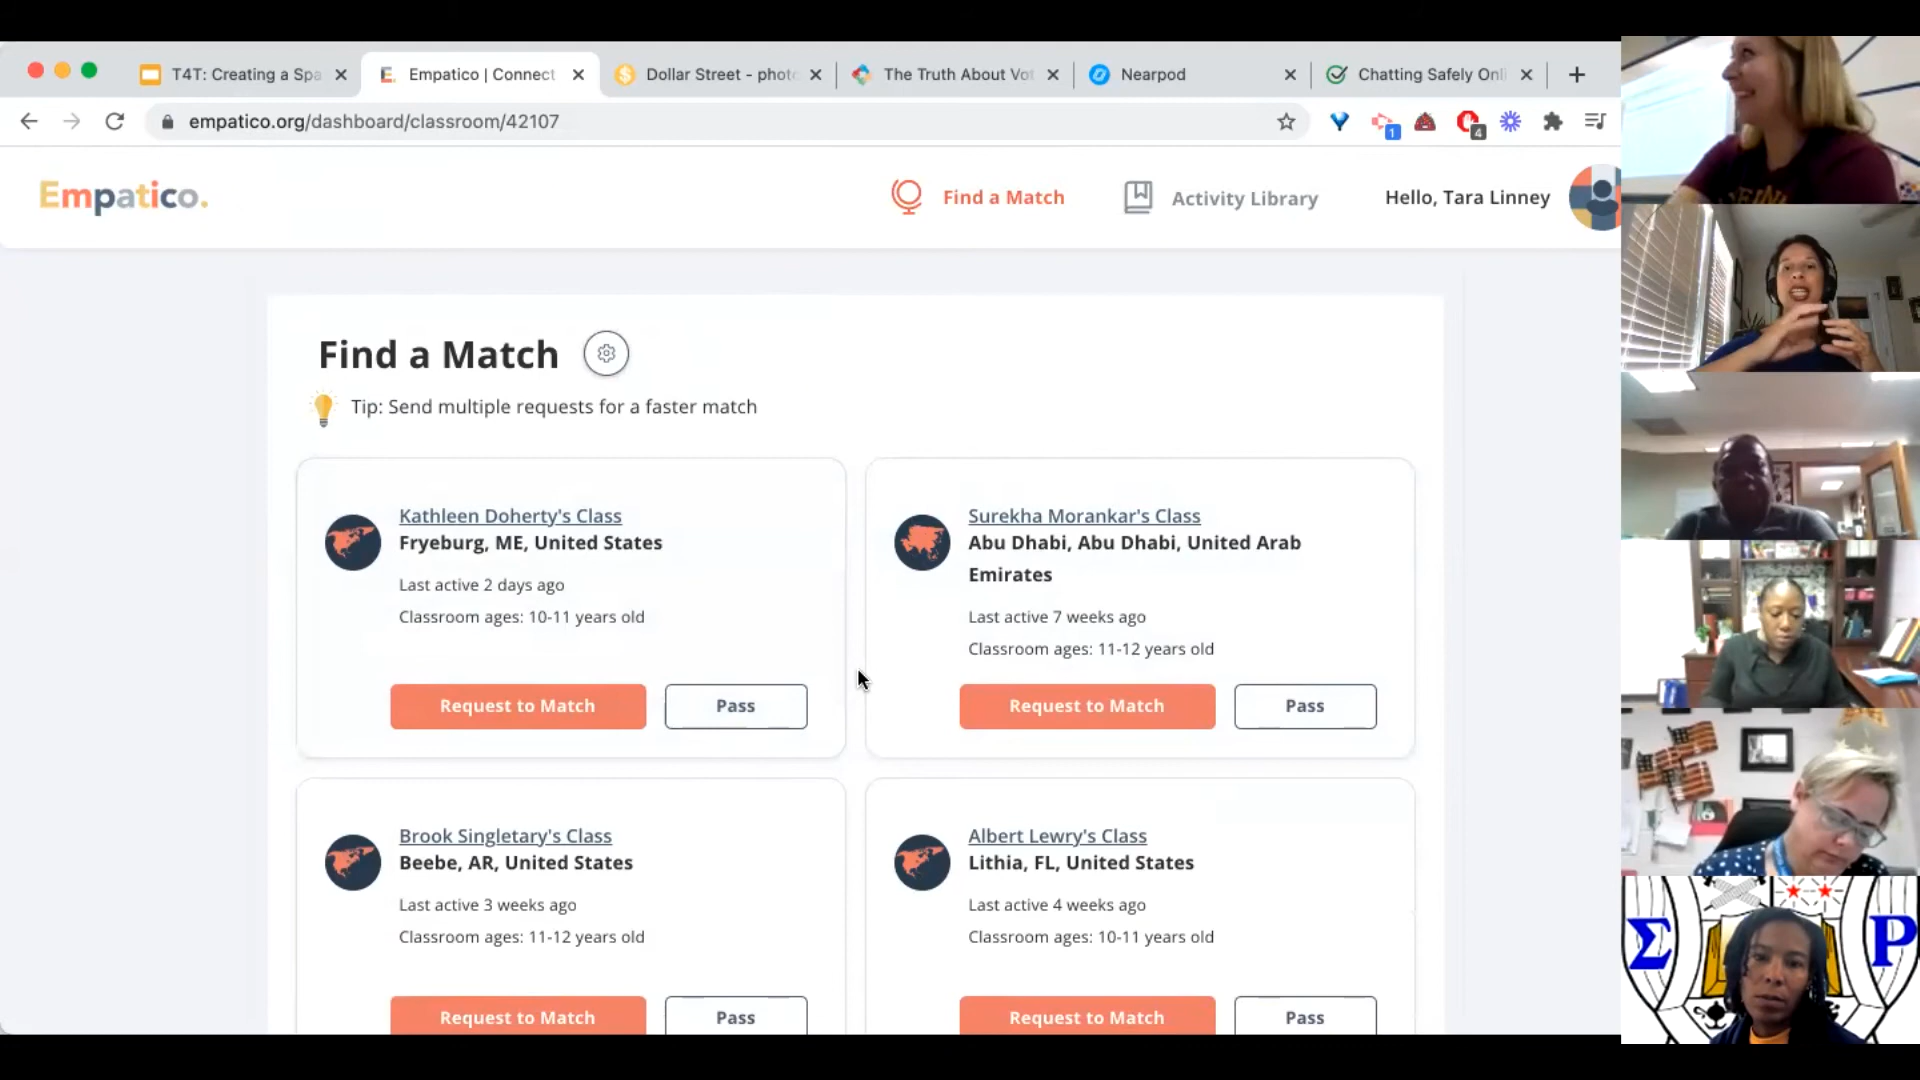 T4T: Creating a Spa
Empatico | Connect
Dollar Street - phot
The Truth About Vot
Nearpod
Chatting Safely Onli
empatico.org/dashboard/classroom/42107
1
4
Empatico.
Find a Match
Activity Library
Hello, Tara Linney
Find a Match
Tip: Send multiple requests for a faster match
Kathleen Doherty's Class
Fryeburg, ME, United States
Last active 2 days ago
Classroom ages: 10-11 years old
Request to Match
Pass
Surekha Morankar's Class
Abu Dhabi, Abu Dhabi, United Arab
Emirates
Last active 7 weeks ago
Classroom ages: 11-12 years old
Request to Match
Pass
Brook Singletary's Class
Beebe, AR, United States
Last active 3 weeks ago
Classroom ages: 11-12 years old
Request to Match
Pass
Albert Lewry's Class
Lithia, FL, United States
Last active 4 weeks ago
Classroom ages: 10-11 years old
Request to Match
Pass
Σ Ρ